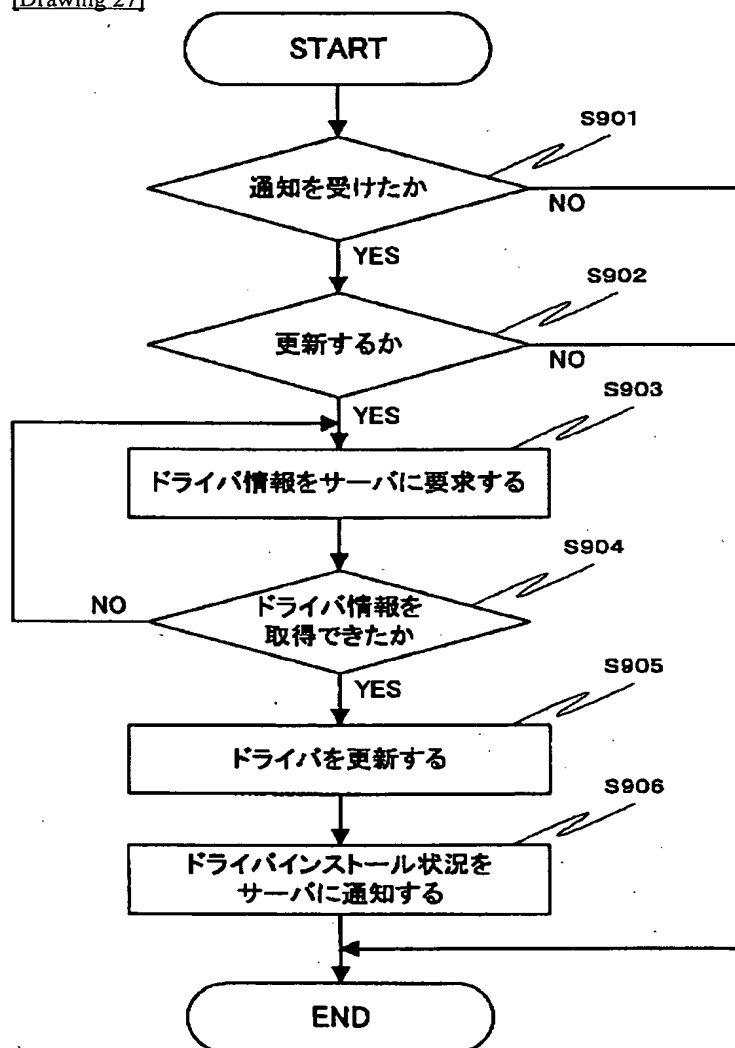 [Drawing 27]
START
S901
通知を受けたか
NO
YES
S902
更新するか
NO
YES
S903
ドライバ情報をサーバに要求する
S904
NO
ドライバ情報を
取得できたか
YES
S905
ドライバを更新する
S906
ドライバインストール状況を
サーバに通知する
END